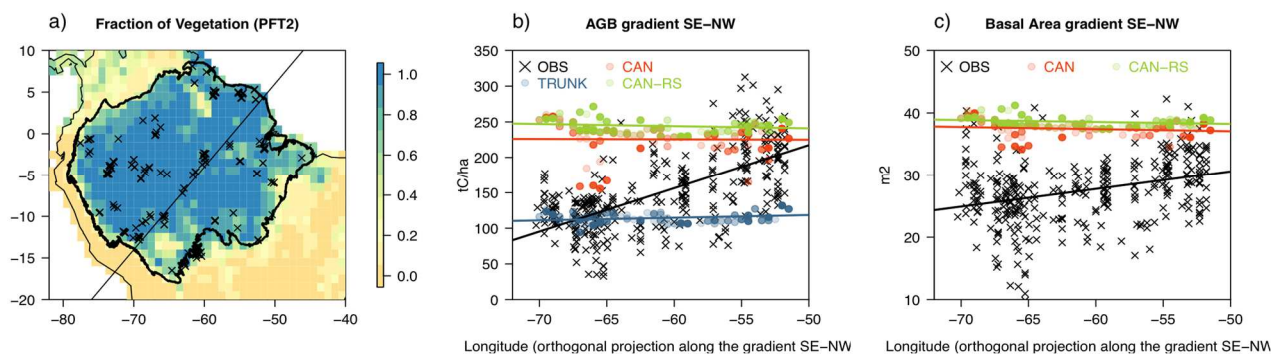 a) Fraction of Vegetation (PFT2)
10
5
0
−5
−10
−15
−20
−80 −70 −60 −50 −40
1.0
0.8
0.6
0.4
0.2
0.0
b) AGB gradient SE−NW
350
300
250
200
150
100
50
0
tC/ha
OBS CAN
TRUNK CAN−RS
−70 −65 −60 −55 −50
Longitude (orthogonal projection along the gradient SE−NW
c) Basal Area gradient SE−NW
50
40
30
20
10
m2
OBS CAN CAN−RS
−70 −65 −60 −55 −50
Longitude (orthogonal projection along the gradient SE−NW